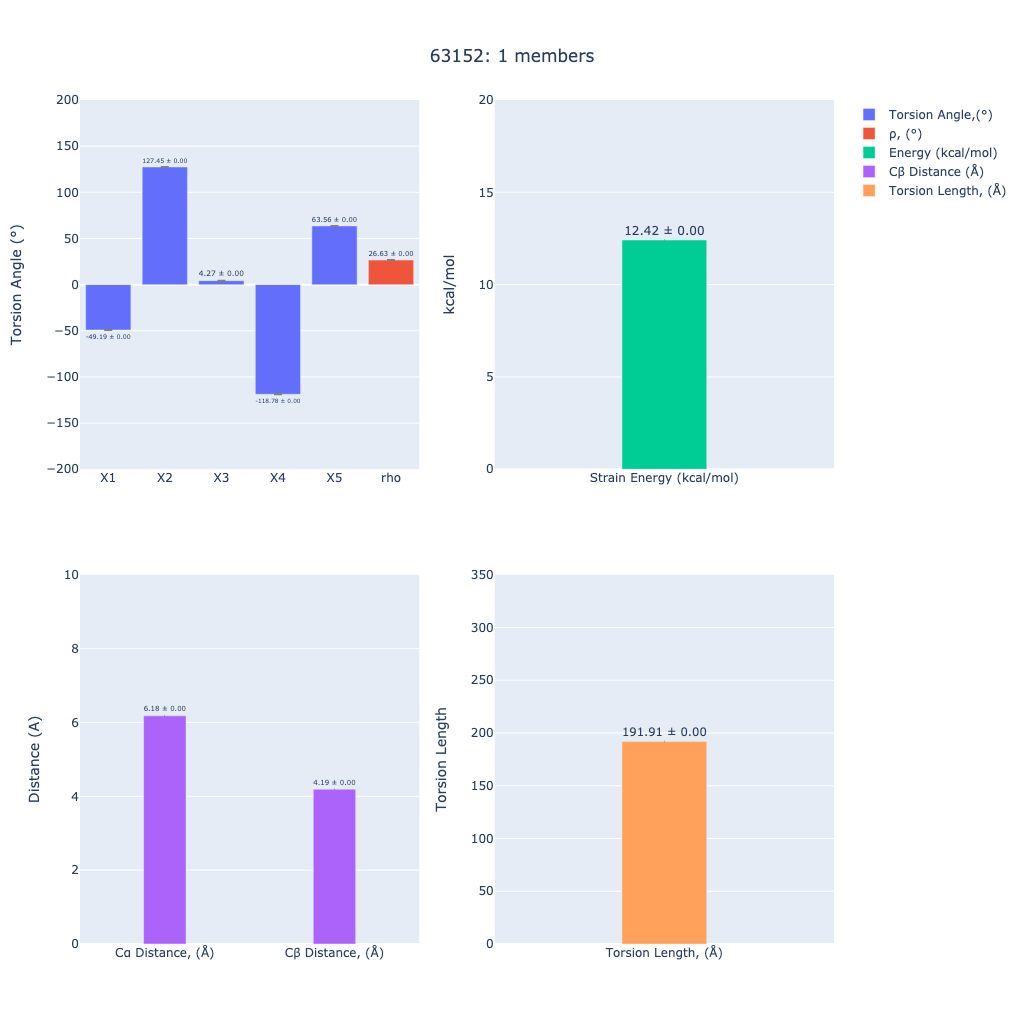 63152: 1 members
Torsion Angle (°)
200
150
100
50
0
−50
−100
−150
−200
-49.19 ± 0.00
127.45 ± 0.00
4.27 ± 0.00
-118.78 ± 0.00
63.56 ± 0.00
26.63 ± 0.00
X1 X2 X3 X4 X5 rho
kcal/mol
20
15
10
5
0
12.42 ± 0.00
Strain Energy (kcal/mol)
Torsion Angle,(°)
ρ, (°)
Energy (kcal/mol)
Cβ Distance (Å)
Torsion Length, (Å)
Distance (A)
10
8
6
4
2
0
6.18 ± 0.00
4.19 ± 0.00
Cα Distance, (Å) Cβ Distance, (Å)
Torsion Length
350
300
250
200
150
100
50
0
191.91 ± 0.00
Torsion Length, (Å)